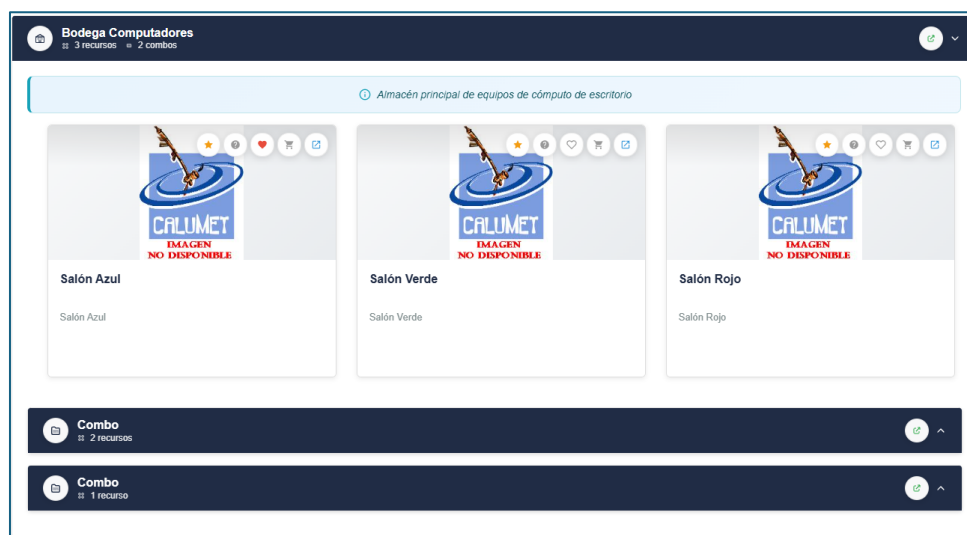 Bodega Computadores
3 recursos 2 combos
Almacén principal de equipos de cómputo de escritorio
CALUMET
IMAGEN
NO DISPONIBLE
Salón Azul
Salón Azul
CALUMET
IMAGEN
NO DISPONIBLE
Salón Verde
Salón Verde
CALUMET
IMAGEN
NO DISPONIBLE
Salón Rojo
Salón Rojo
Combo
2 recursos
Combo
1 recurso